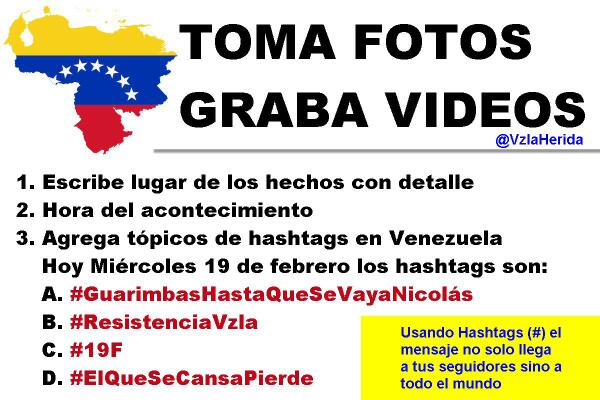 TOMA FOTOS
GRABA VIDEOS
@VzlaHerida
1. Escribe lugar de los hechos con detalle
2. Hora del acontecimiento
3. Agrega tópicos de hashtags en Venezuela
Hoy Miércoles 19 de febrero los hashtags son:
A. #GuarimbasHastaQueSeVayaNicolás
B. #ResistenciaVzla
C. #19F
D. #ElQueSeCansaPierde
Usando Hashtags (#) el
mensaje no solo llega
a tus seguidores sino a
todo el mundo